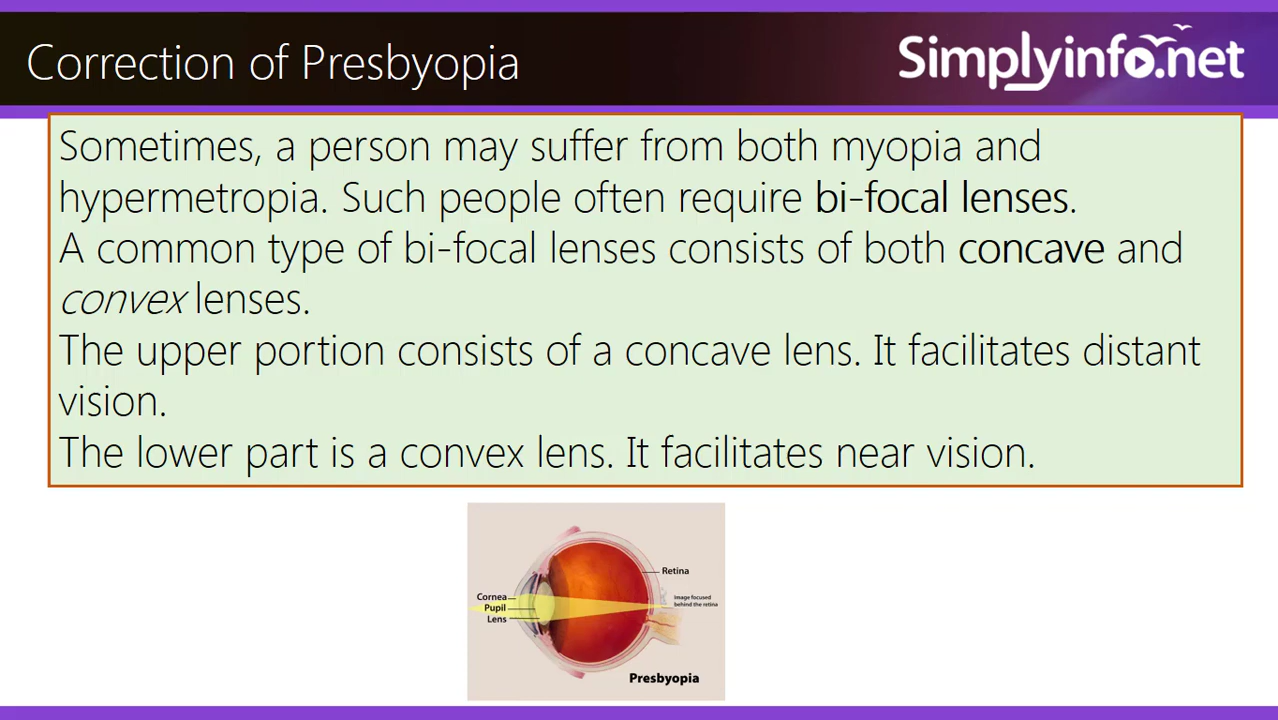 Correction of Presbyopia
Simplyinfo.net
Sometimes, a person may suffer from both myopia and
hypermetropia. Such people often require bi-focal lenses.
A common type of bi-focal lenses consists of both concave and
convex lenses.
The upper portion consists of a concave lens. It facilitates distant
vision.
The lower part is a convex lens. It facilitates near vision.
Retina
Cornea
Pupil
Lens
Image focused
behind the retina
Presbyopia